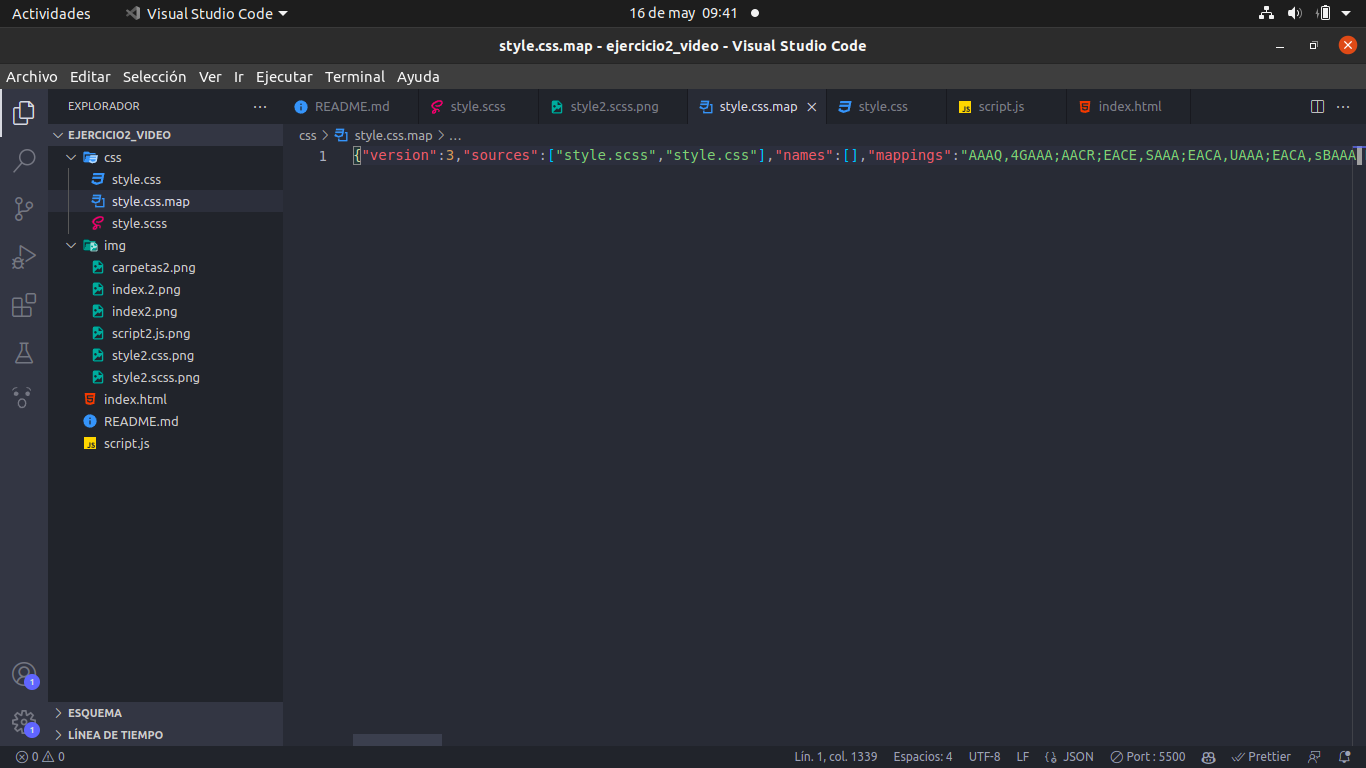 Actividades Visual Studio Code 16 de may 09:41
style.css.map - ejercicio2_video - Visual Studio Code
Archivo Editar Selección Ver Ir Ejecutar Terminal Ayuda
EXPLORADOR ... README.md style.scss style2.scss.png style.css.map style.css script.js index.html
EJERCICIO2_VIDEO css > style.css.map > ...
css
style.css
style.css.map
style.scss
img
carpetas2.png
index.2.png
index2.png
script2.js.png
style2.css.png
style2.scss.png
index.html
README.md
script.js
1 {"version":3,"sources":["style.scss","style.css"],"names":[],"mappings":"AAAQ,4GAAA;AACR;EACE,SAAA;EACA,UAAA;EACA,sBAAA
1
1
ESQUEMA
LÍNEA DE TIEMPO
0 0 Lín. 1, col. 1339 Espacios: 4 UTF-8 LF JSON Port : 5500 Prettier